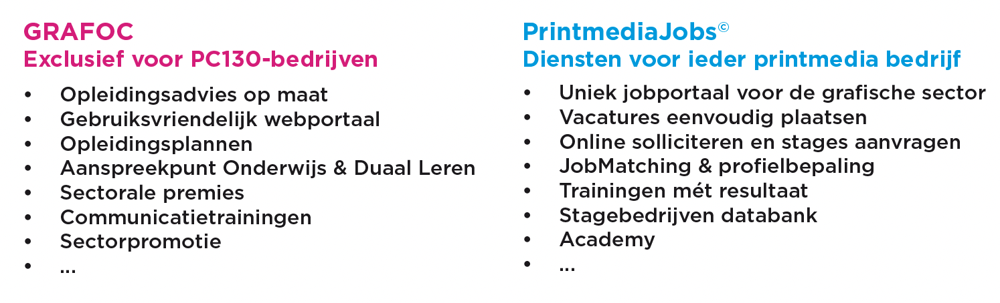 GRAFOC
Exclusief voor PC130-bedrijven
• Opleidingsadvies op maat
• Gebruiksvriendelijk webportaal
• Opleidingsplannen
• Aanspreekpunt Onderwijs & Duaal Leren
• Sectorale premies
• Communicatietrainingen
• Sectorpromotie
• ...
PrintmediaJobs©
Diensten voor ieder printmedia bedrijf
• Uniek jobportaal voor de grafische sector
• Vacatures eenvoudig plaatsen
• Online solliciteren en stages aanvragen
• JobMatching & profielbepaling
• Trainingen mét resultaat
• Stagebedrijven databank
• Academy
• ...